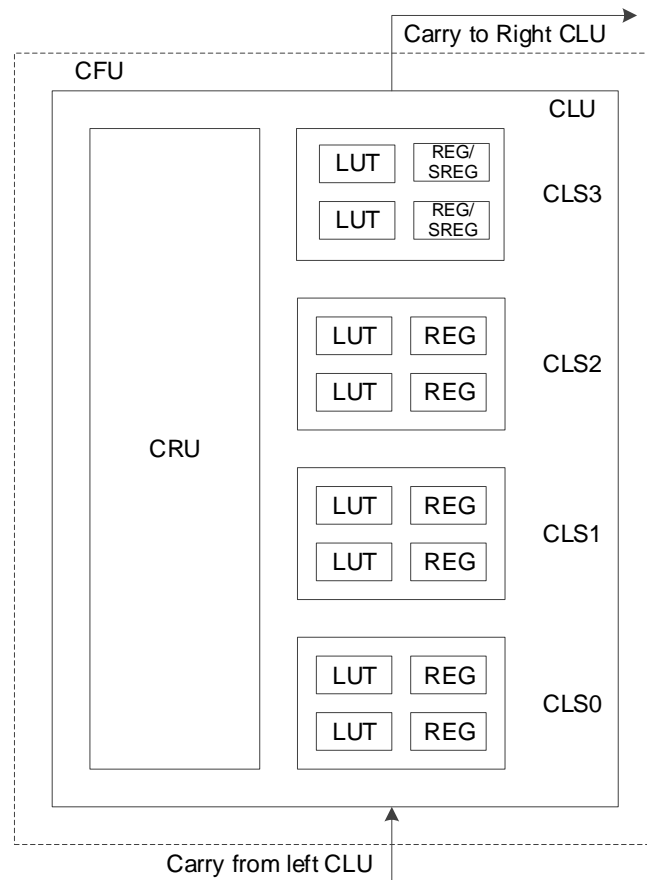 Carry to Right CLU
CFU
CLU
LUT REG/
SREG
LUT REG/
SREG
CLS3
LUT REG
LUT REG
CLS2
CRU
LUT REG
LUT REG
CLS1
LUT REG
LUT REG
CLS0
Carry from left CLU